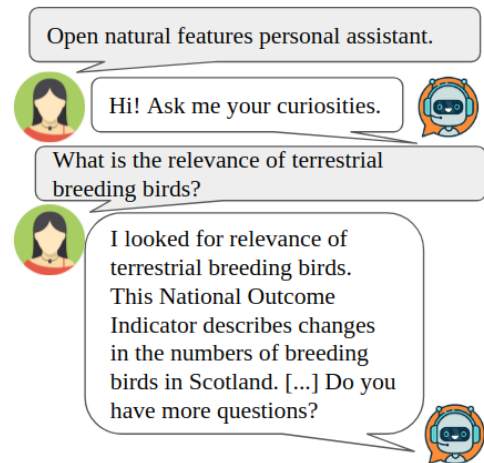 Open natural features personal assistant.
Hi! Ask me your curiosities.
What is the relevance of terrestrial
breeding birds?
I looked for relevance of
terrestrial breeding birds.
This National Outcome
Indicator describes changes
in the numbers of breeding
birds in Scotland. [...] Do you
have more questions?